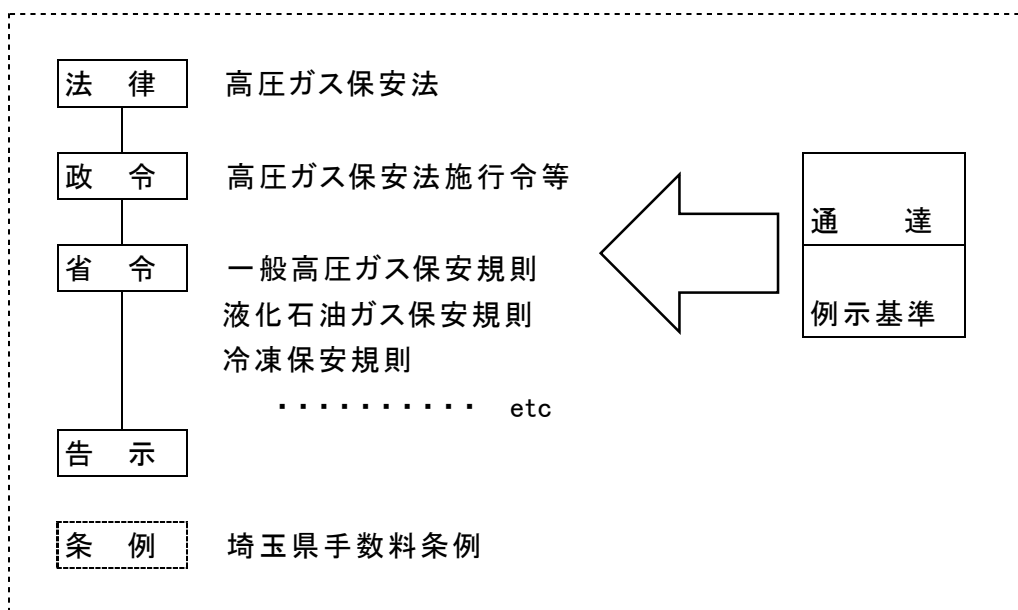 法　律　高圧ガス保安法
政　令　高圧ガス保安法施行令等
通　　達
省　令　一般高圧ガス保安規則
液化石油ガス保安規則
例示基準
冷凍保安規則
・・・・・・・・・・　etc
告　示
条　例　埼玉県手数料条例